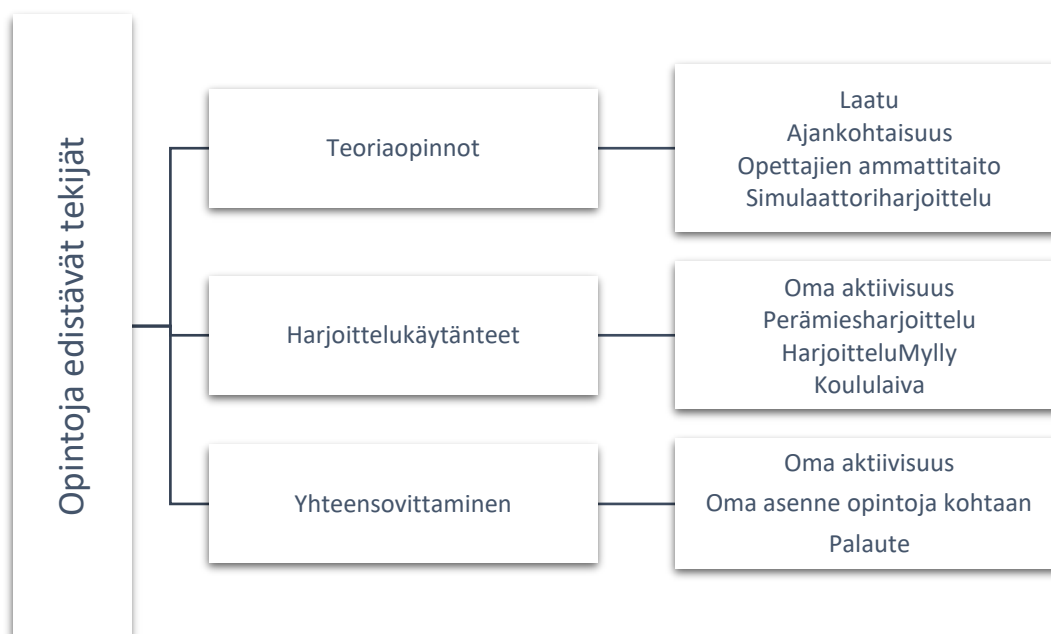 Opintoja edistävät tekijät
Teoriaopinnot
Laatu
Ajankohtaisuus
Opettajien ammattitaito
Simulaattoriharjoittelu
Harjoittelukäytänteet
Oma aktiivisuus
Perämiesharjoittelu
HarjoitteluMylly
Koululaiva
Yhteensovittaminen
Oma aktiivisuus
Oma asenne opintoja kohtaan
Palaute